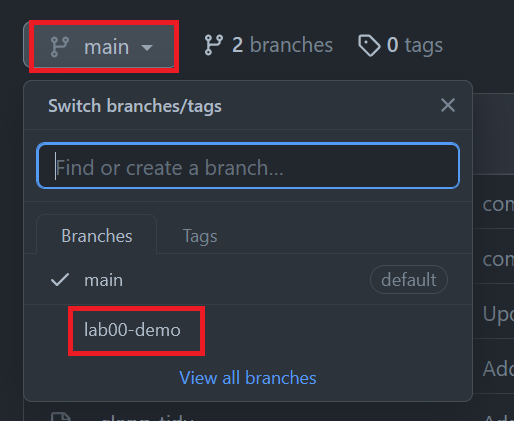 main 2 branches 0 tags
Switch branches/tags
Find or create a branch...
Branches Tags
com
main default
com
Upd
lab00-demo
Add
View all branches
Add